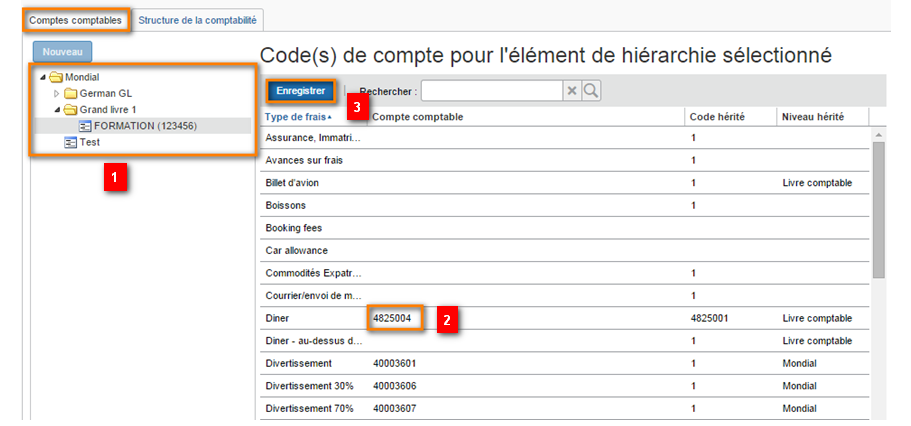 Comptes comptables Structure de la comptabilité
Nouveau
Code(s) de compte pour l'élément de hiérarchie sélectionné
Mondial
German GL
Grand livre 1
FORMATION (123456)
Test
1
Enregistrer Rechercher :
3
Type de frais Compte comptable Code hérité Niveau hérité
Assurance, Immatri... 1
Avances sur frais 1
Billet d'avion 1 Livre comptable
Boissons 1
Booking fees
Car allowance
Commodités Expatr... 1
Courrier/envoi de m... 1
Diner 4825004 4825001 Livre comptable
2
Diner - au-dessus d... 1 Livre comptable
Divertissement 40003601 1 Mondial
Divertissement 30% 40003606 1 Mondial
Divertissement 70% 40003607 1 Mondial